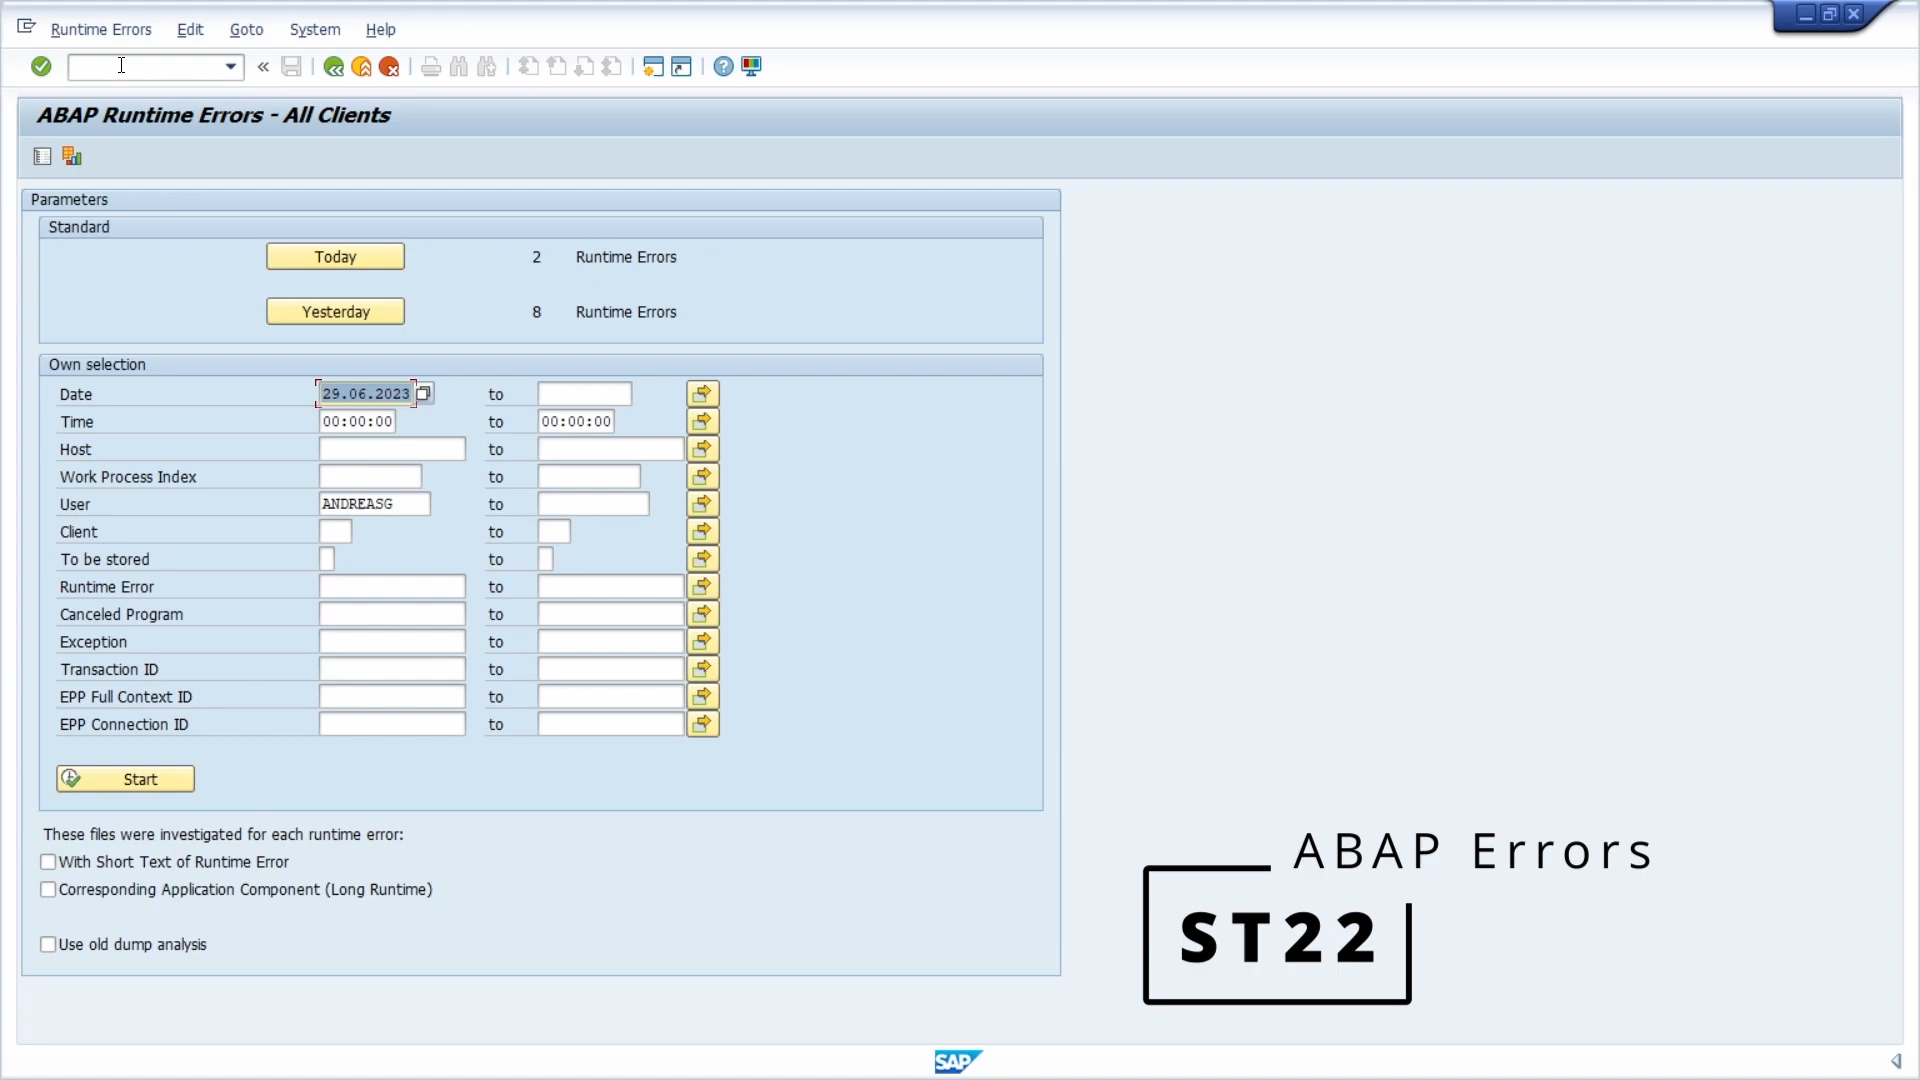 Runtime Errors Edit Goto System Help
«
ABAP Runtime Errors - All Clients
Parameters
Standard
Today 2 Runtime Errors
Yesterday 8 Runtime Errors
Own selection
Date 29.06.2023 to
Time 00:00:00 to 00:00:00
Host to
Work Process Index to
User ANDREASG to
Client to
To be stored to
Runtime Error to
Canceled Program to
Exception to
Transaction ID to
EPP Full Context ID to
EPP Connection ID to
Start
These files were investigated for each runtime error:
With Short Text of Runtime Error
Corresponding Application Component (Long Runtime)
Use old dump analysis
ABAP Errors
ST22
SAP